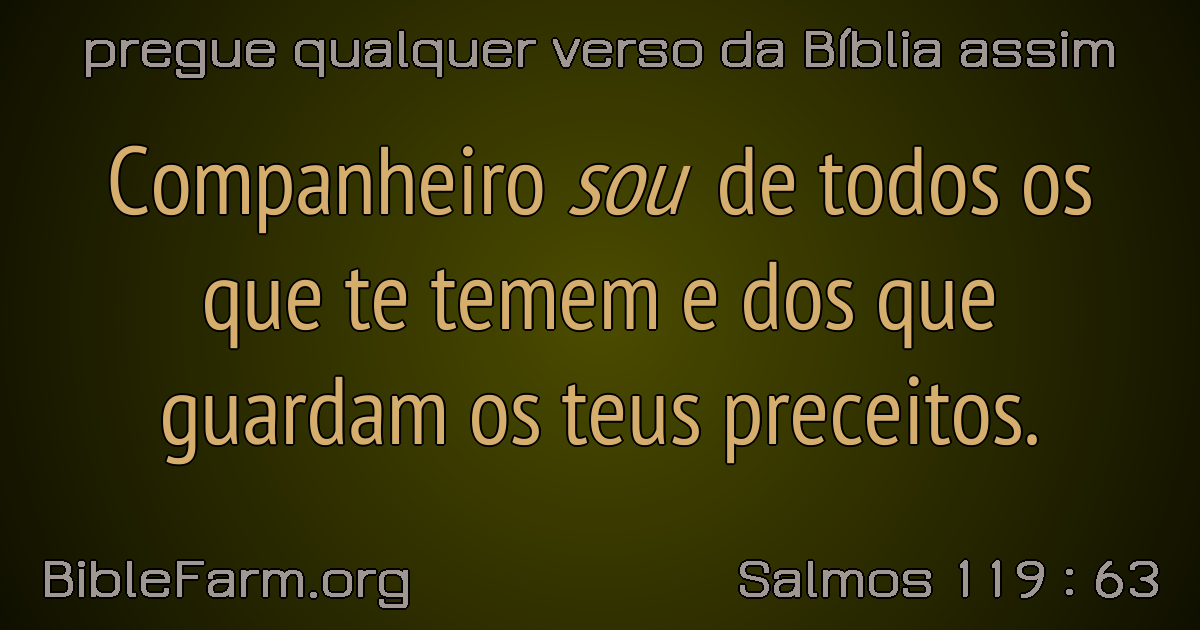 pregue qualquer verso da Bíblia assim
Companheiro sou de todos os
que te temem e dos que
guardam os teus preceitos.
BibleFarm.org
Salmos 119 : 63